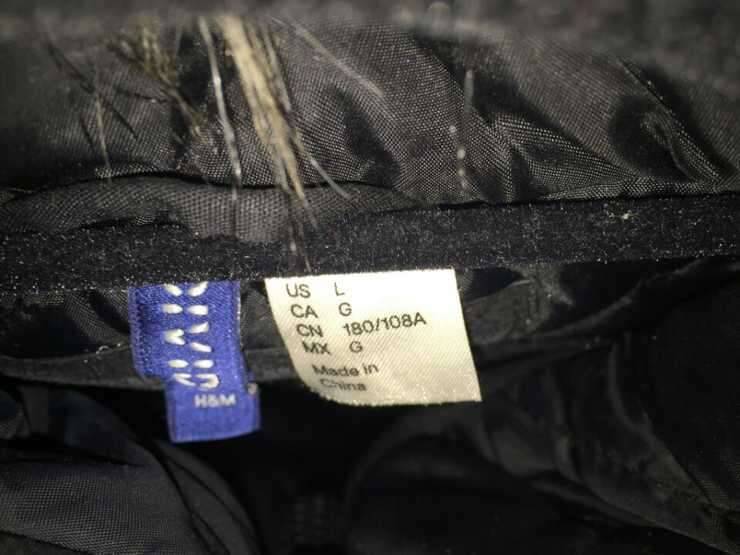 H&M
US L
CA G
CN 180/108A
MX G
Made in
China